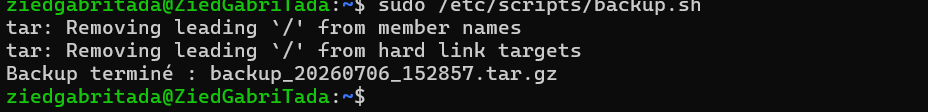 ziedgabritada@ZiedGabriTada:~$ sudo /etc/scripts/backup.sh
tar: Removing leading `/' from member names
tar: Removing leading `/' from hard link targets
Backup terminé : backup_20260706_152857.tar.gz
ziedgabritada@ZiedGabriTada:~$